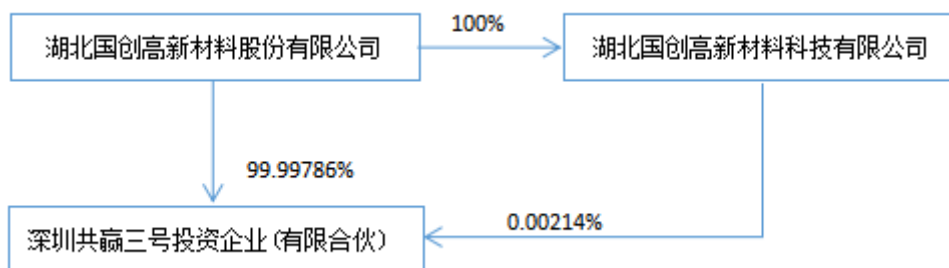 100%
湖北国创高新材料股份有限公司
湖北国创高新材料科技有限公司
99.99786%
0.00214%
深圳共赢三号投资企业(有限合伙)